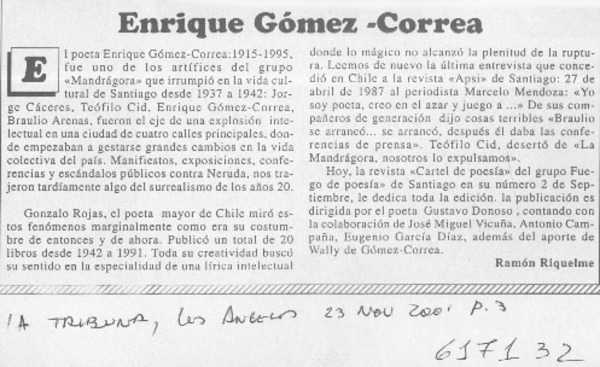 Enrique Gómez -Correa
El poeta Enrique Gómez-Correa:1915-1995,
fue uno de los artífices del grupo
«Mandrágora» que irrumpió en la vida cul-
tural de Santiago desde 1937 a 1942: Jor-
ge Cáceres, Teófilo Cid, Enrique Gómez-Correa,
Braulio Arenas, fueron el eje de una explosión inte-
lectual en una ciudad de cuatro calles principales, don-
de empezaban a gestarse grandes cambios en la vida
colectiva del país. Manifiestos, exposiciones, confe-
rencias y escándalos públicos contra Neruda, nos tra-
jeron tardíamente algo del surrealismo de los años 20.
Gonzalo Rojas, el poeta mayor de Chile miró es-
tos fenómenos marginalmente como era su costum-
bre de entonces y de ahora. Publicó un total de 20
libros desde 1942 a 1991. Toda su creatividad buscó
su sentido en la especialidad de una lírica intelectual
donde lo mágico no alcanzó la plenitud de la ruptu-
ra. Leemos de nuevo la última entrevista que conce-
dió en Chile a la revista «Apsi» de Santiago: 27 de
abril de 1987 al periodista Marcelo Mendoza: «Yo
soy poeta, creo en el azar y juego a ...» De sus com-
pañeros de generación dijo cosas terribles «Braulio
se arrancó... se arrancó, después él daba las confe-
rencias de prensa». Teófilo Cid, desertó de «La
Mandrágora, nosotros lo expulsamos».
Hoy, la revista «Cartel de poesía» del grupo Fue-
go de poesía» de Santiago en su número 2 de Sep-
tiembre, le dedica toda la edición. la publicación es
dirigida por el poeta Gustavo Donoso, contando con
la colaboración de José Miguel Vicuña, Antonio Cam-
paña, Eugenio García Díaz, además del aporte de
Wally de Gómez-Correa.
Ramón Riquelme
LA TRIBUNA, Los Angeles 23 NOV 2001 P. 3
617132